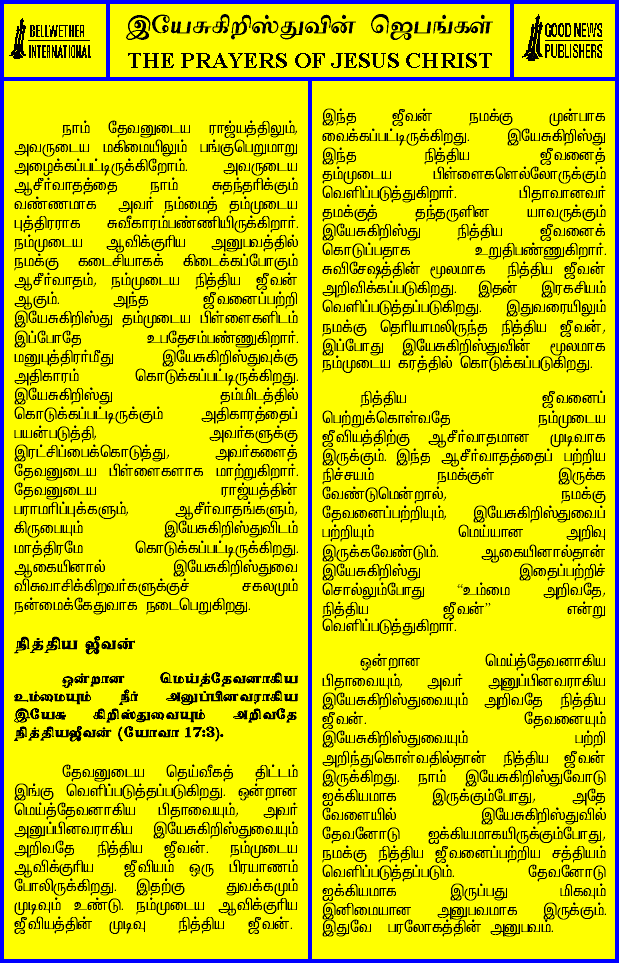 BELLWETHER
INTERNATIONAL
இயேசுகிறிஸ்துவின் ஜெபங்கள்
THE PRAYERS OF JESUS CHRIST
GOOD NEWS
PUBLISHERS
நாம் தேவனுடைய ராஜ்யத்திலும்,
அவருடைய மகிமையிலும் பங்குபெறுமாறு
அழைக்கப்பட்டிருக்கிறோம். அவருடைய
ஆசீர்வாதத்தை நாம் சுதந்தரிக்கும்
வண்ணமாக அவர் நம்மைத் தம்முடைய
புத்திரராக சுவீகாரம்பண்ணியிருக்கிறார்.
நம்முடைய ஆவிக்குரிய அனுபவத்தில்
நமக்கு கடைசியாகக் கிடைக்கப்போகும்
ஆசீர்வாதம், நம்முடைய நித்திய ஜீவன்
ஆகும். அந்த ஜீவனைப்பற்றி
இயேசுகிறிஸ்து தம்முடைய பிள்ளைகளிடம்
இப்போதே உபதேசம்பண்ணுகிறார்.
மனுபுத்திரர்மீது இயேசுகிறிஸ்துவுக்கு
அதிகாரம் கொடுக்கப்பட்டிருக்கிறது.
இயேசுகிறிஸ்து தம்மிடத்தில்
கொடுக்கப்பட்டிருக்கும் அதிகாரத்தைப்
பயன்படுத்தி, அவர்களுக்கு
இரட்சிப்பைக்கொடுத்து, அவர்களைத்
தேவனுடைய பிள்ளைகளாக மாற்றுகிறார்.
தேவனுடைய ராஜ்யத்தின்
பராமரிப்புக்களும், ஆசீர்வாதங்களும்,
கிருபையும் இயேசுகிறிஸ்துவிடம்
மாத்திரமே கொடுக்கப்பட்டிருக்கிறது.
ஆகையினால் இயேசுகிறிஸ்துவை
விசுவாசிக்கிறவர்களுக்குச் சகலமும்
நன்மைக்கேதுவாக நடைபெறுகிறது.
நித்திய ஜீவன்
ஒன்றான மெய்த்தேவனாகிய
உம்மையும் நீர் அனுப்பினவராகிய
இயேசு கிறிஸ்துவையும் அறிவதே
நித்தியஜீவன் (யோவா 17:3).
தேவனுடைய தெய்வீகத் திட்டம்
இங்கு வெளிப்படுத்தப்படுகிறது. ஒன்றான
மெய்த்தேவனாகிய பிதாவையும், அவர்
அனுப்பினவராகிய இயேசுகிறிஸ்துவையும்
அறிவதே நித்திய ஜீவன். நம்முடைய
ஆவிக்குரிய ஜீவியம் ஒரு பிரயாணம்
போலிருக்கிறது. இதற்கு துவக்கமும்
முடிவும் உண்டு. நம்முடைய ஆவிக்குரிய
ஜீவியத்தின் முடிவு நித்திய ஜீவன்.
இந்த ஜீவன் நமக்கு முன்பாக
வைக்கப்பட்டிருக்கிறது. இயேசுகிறிஸ்து
இந்த நித்திய ஜீவனைத்
தம்முடைய பிள்ளைகளெல்லோருக்கும்
வெளிப்படுத்துகிறார். பிதாவானவர்
தமக்குத் தந்தருளின யாவருக்கும்
இயேசுகிறிஸ்து நித்திய ஜீவனைக்
கொடுப்பதாக உறுதிபண்ணுகிறார்.
சுவிசேஷத்தின் மூலமாக நித்திய ஜீவன்
அறிவிக்கப்படுகிறது. இதன் இரகசியம்
வெளிப்படுத்தப்படுகிறது. இதுவரையிலும்
நமக்கு தெரியாமலிருந்த நித்திய ஜீவன்,
இப்போது இயேசுகிறிஸ்துவின் மூலமாக
நம்முடைய கரத்தில் கொடுக்கப்படுகிறது.
நித்திய ஜீவனைப்
பெற்றுக்கொள்வதே நம்முடைய
ஜீவியத்திற்கு ஆசீர்வாதமான முடிவாக
இருக்கும். இந்த ஆசீர்வாதத்தைப் பற்றிய
நிச்சயம் நமக்குள் இருக்க
வேண்டுமென்றால், நமக்கு
தேவனைப்பற்றியும், இயேசுகிறிஸ்துவைப்
பற்றியும் மெய்யான அறிவு
இருக்கவேண்டும். ஆகையினால்தான்
இயேசுகிறிஸ்து இதைப்பற்றிச்
சொல்லும்போது “உம்மை அறிவதே,
நித்திய ஜீவன்” என்று
வெளிப்படுத்துகிறார்.
ஒன்றான மெய்த்தேவனாகிய
பிதாவையும், அவர் அனுப்பினவராகிய
இயேசுகிறிஸ்துவையும் அறிவதே நித்திய
ஜீவன். தேவனையும்
இயேசுகிறிஸ்துவையும் பற்றி
அறிந்துகொள்வதில்தான் நித்திய ஜீவன்
இருக்கிறது. நாம் இயேசுகிறிஸ்துவோடு
ஐக்கியமாக இருக்கும்போது, அதே
வேளையில் இயேசுகிறிஸ்துவில்
தேவனோடு ஐக்கியமாகயிருக்கும்போது,
நமக்கு நித்திய ஜீவனைப்பற்றிய சத்தியம்
வெளிப்படுத்தப்படும். தேவனோடு
ஐக்கியமாக இருப்பது மிகவும்
இனிமையான அனுபவமாக இருக்கும்.
இதுவே பரலோகத்தின் அனுபவம்.